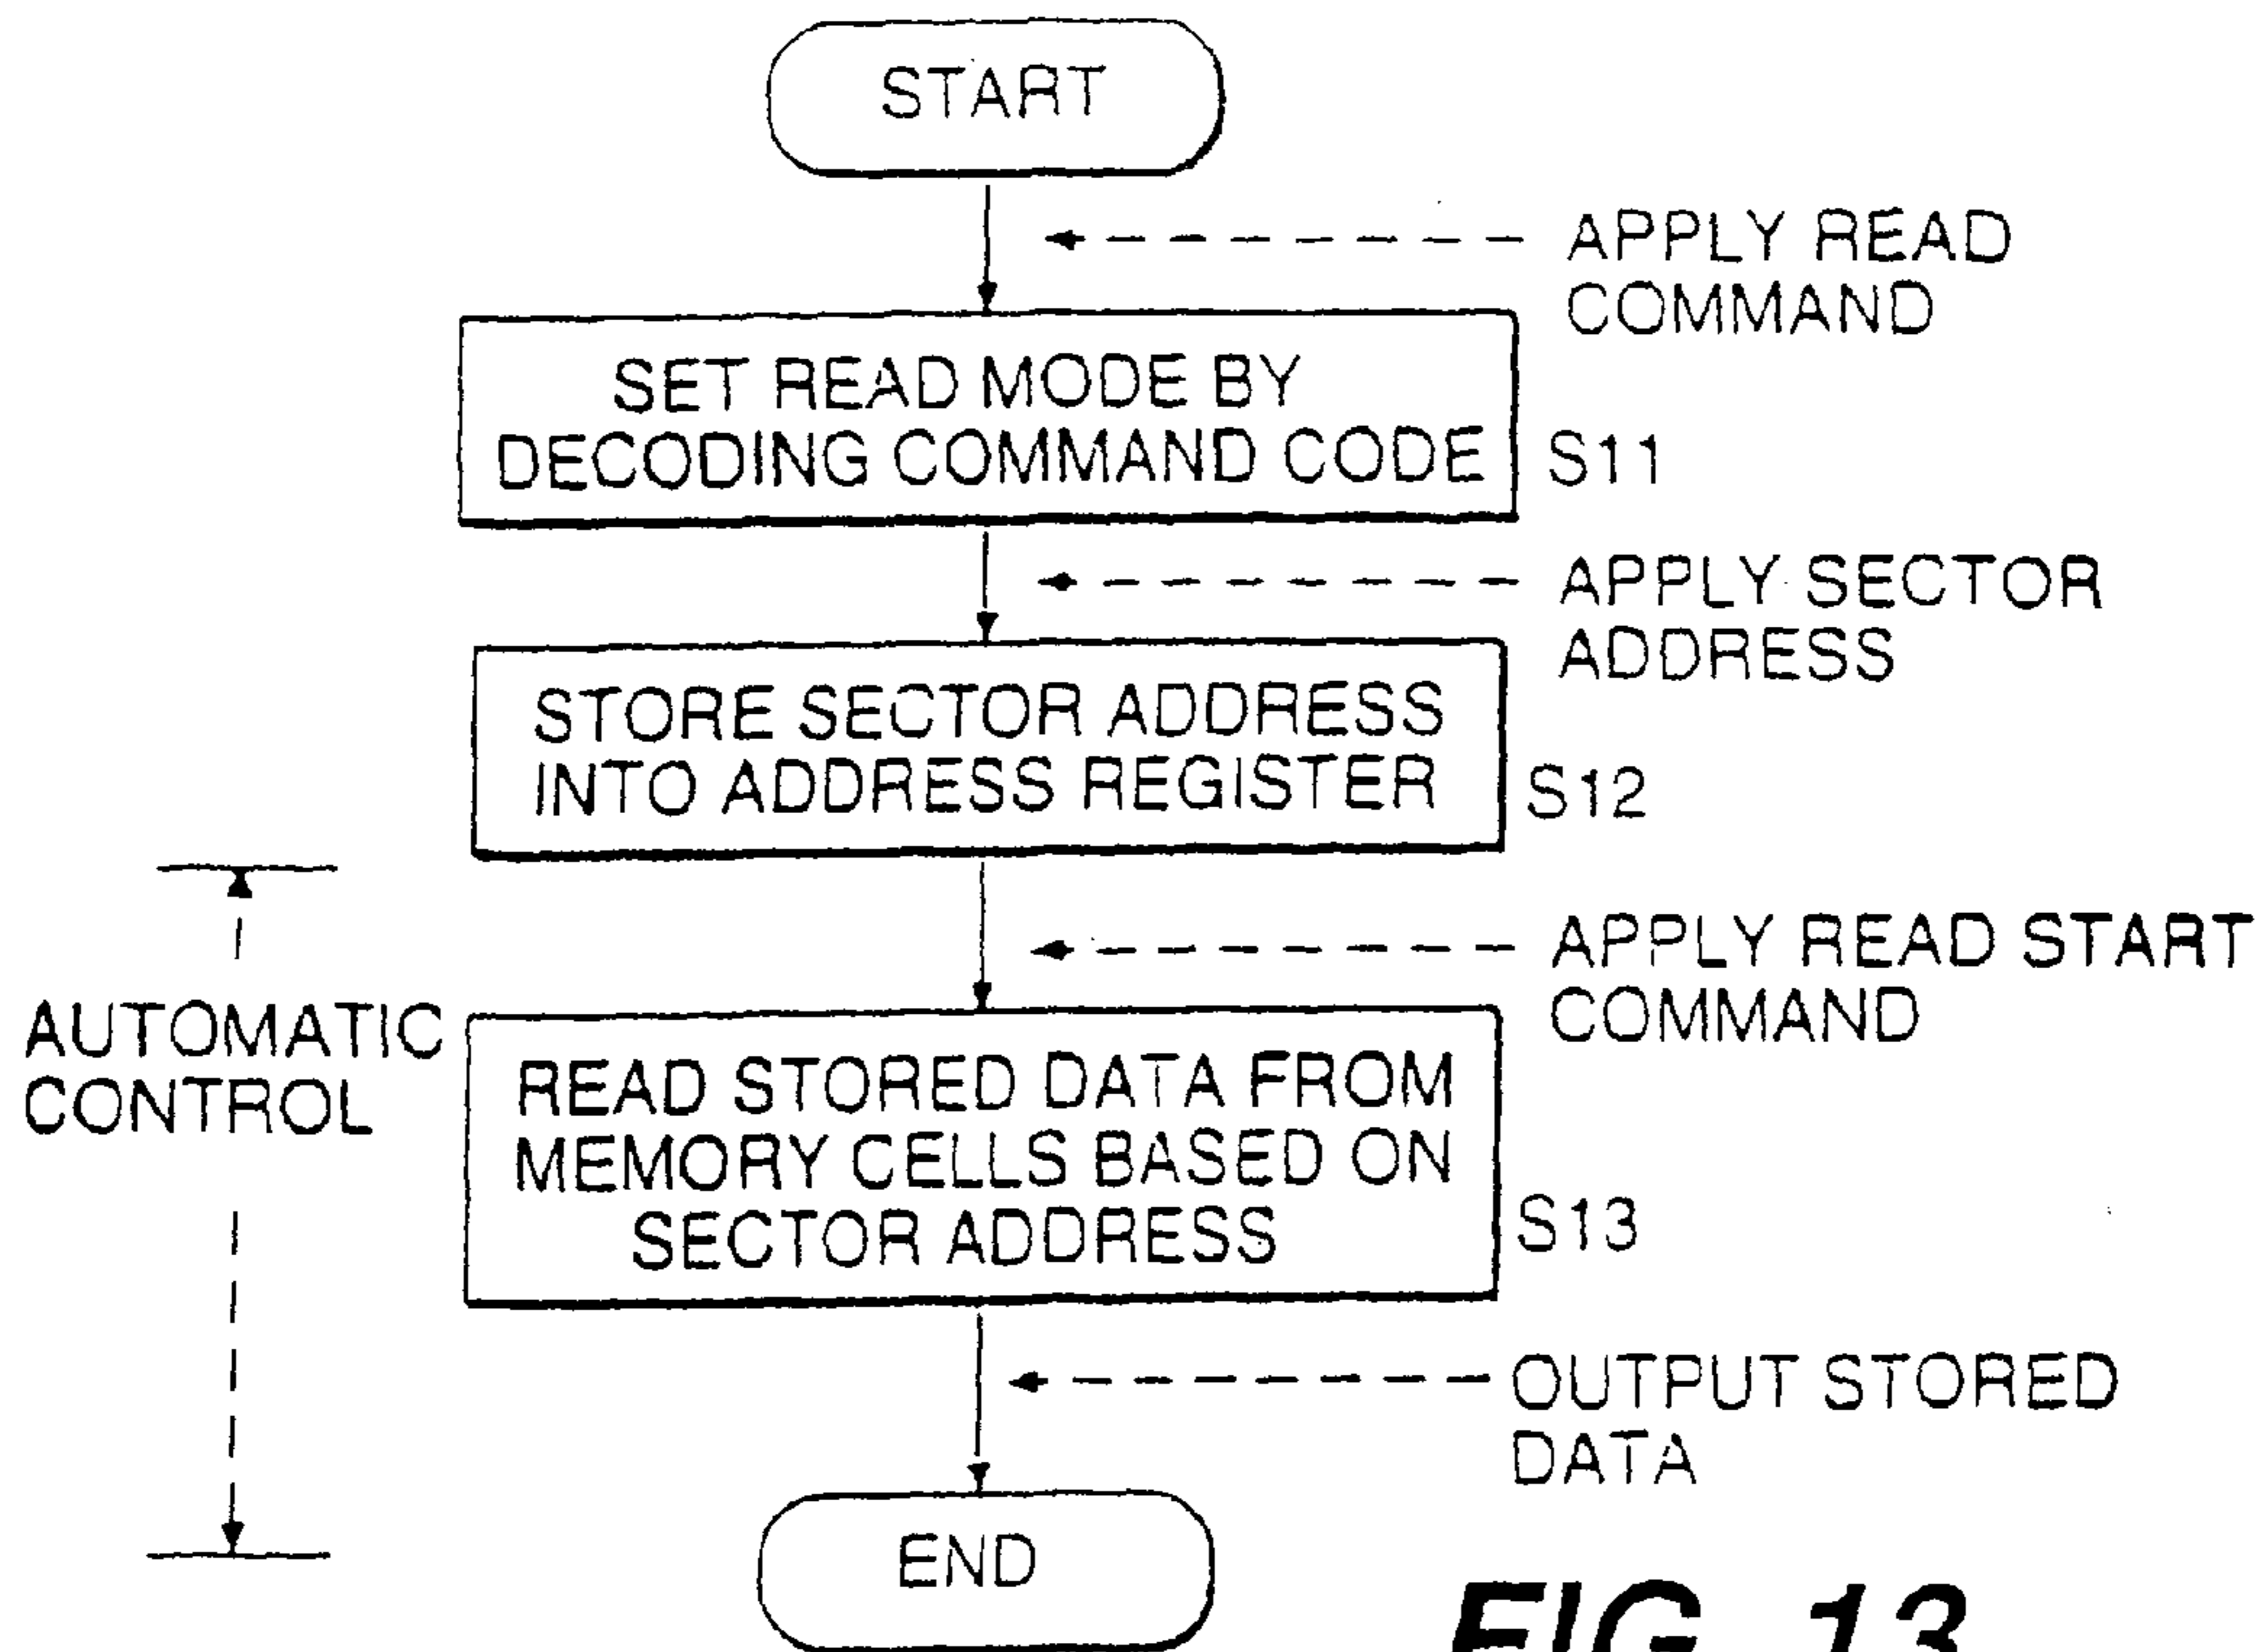 START
APPLY READ
COMMAND
SET READ MODE BY
DECODING COMMAND CODE
S11
APPLY SECTOR
ADDRESS
STORE SECTOR ADDRESS
INTO ADDRESS REGISTER
S12
APPLY READ START
COMMAND
AUTOMATIC
CONTROL
READ STORED DATA FROM
MEMORY CELLS BASED ON
SECTOR ADDRESS
S13
OUTPUT STORED
DATA
END
FIG. 13